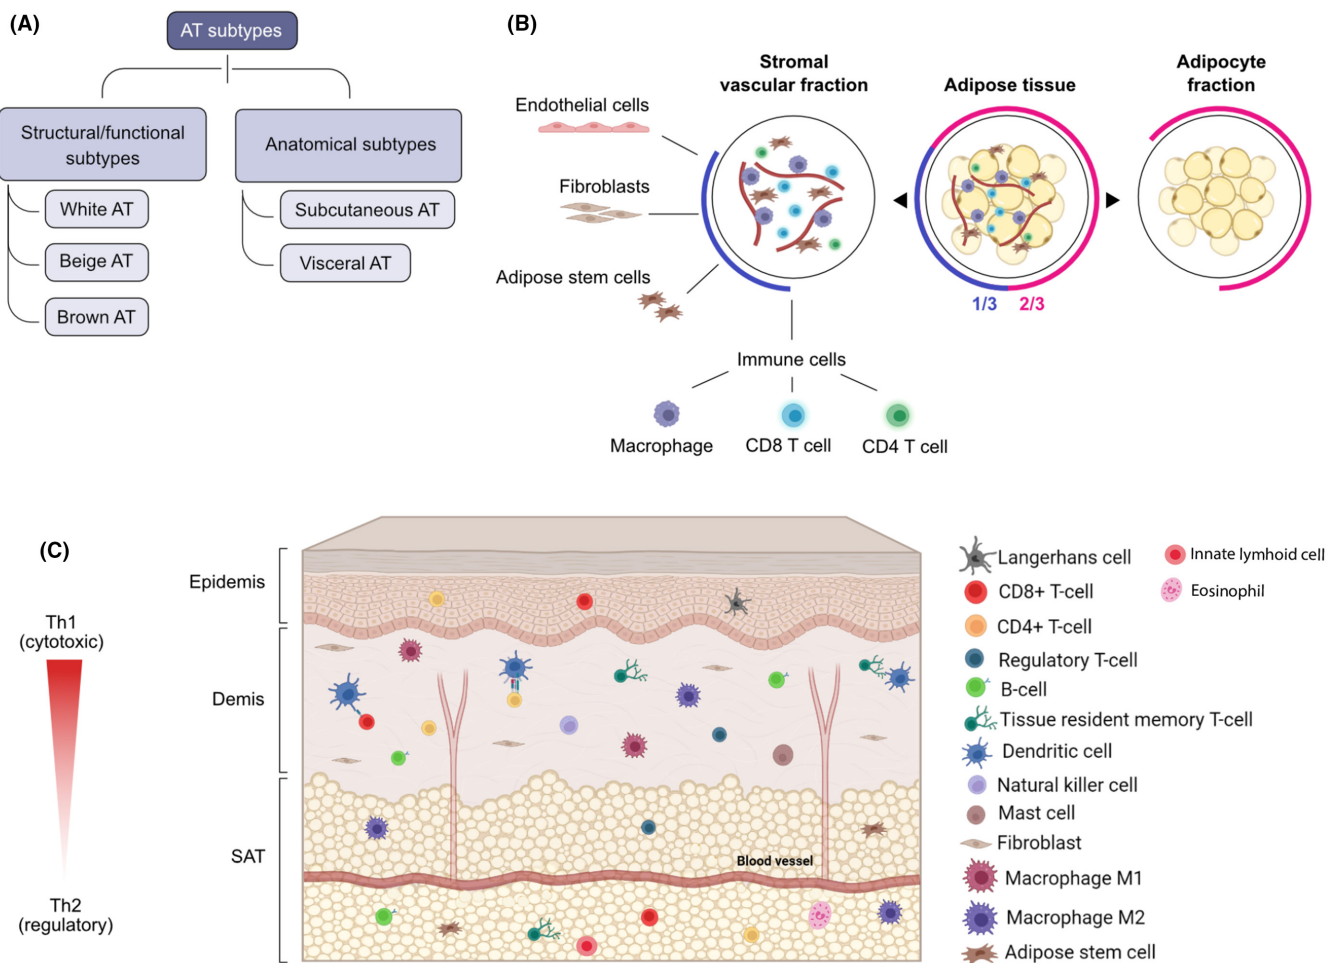 (A)
AT subtypes
Structural/functional
subtypes
White AT
Beige AT
Brown AT
Anatomical subtypes
Subcutaneous AT
Visceral AT
(B)
Stromal
vascular fraction
Adipose tissue
Adipocyte
fraction
Endothelial cells
Fibroblasts
Adipose stem cells
1/3
2/3
Immune cells
Macrophage
CD8 T cell
CD4 T cell
(C)
Th1
(cytotoxic)
Th2
(regulatory)
Epidemis
Demis
SAT
Blood vessel
Langerhans cell
CD8+ T-cell
CD4+ T-cell
Regulatory T-cell
B-cell
Tissue resident memory T-cell
Dendritic cell
Natural killer cell
Mast cell
Fibroblast
Macrophage M1
Macrophage M2
Adipose stem cell
Innate lymhoid cell
Eosinophil